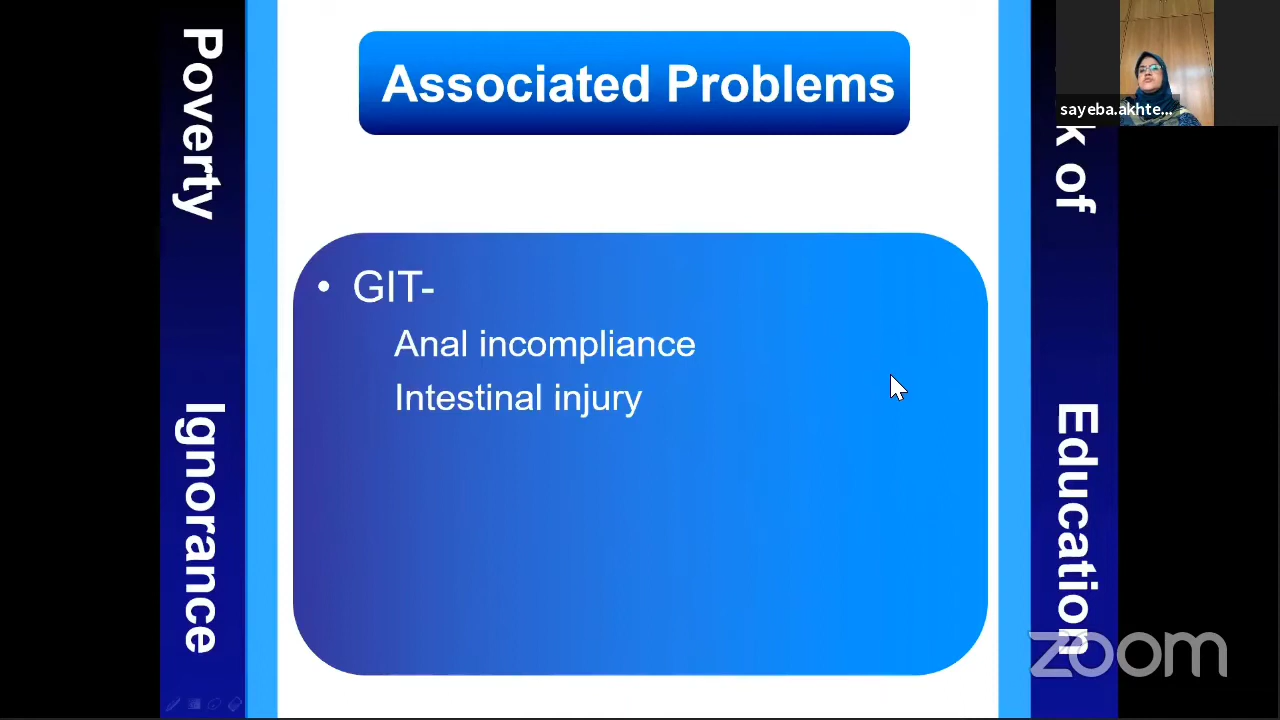 Poverty
Ignorance
Associated Problems
• GIT-
Anal incompliance
Intestinal injury
sayeba.akhte...
k of
Education
zoom